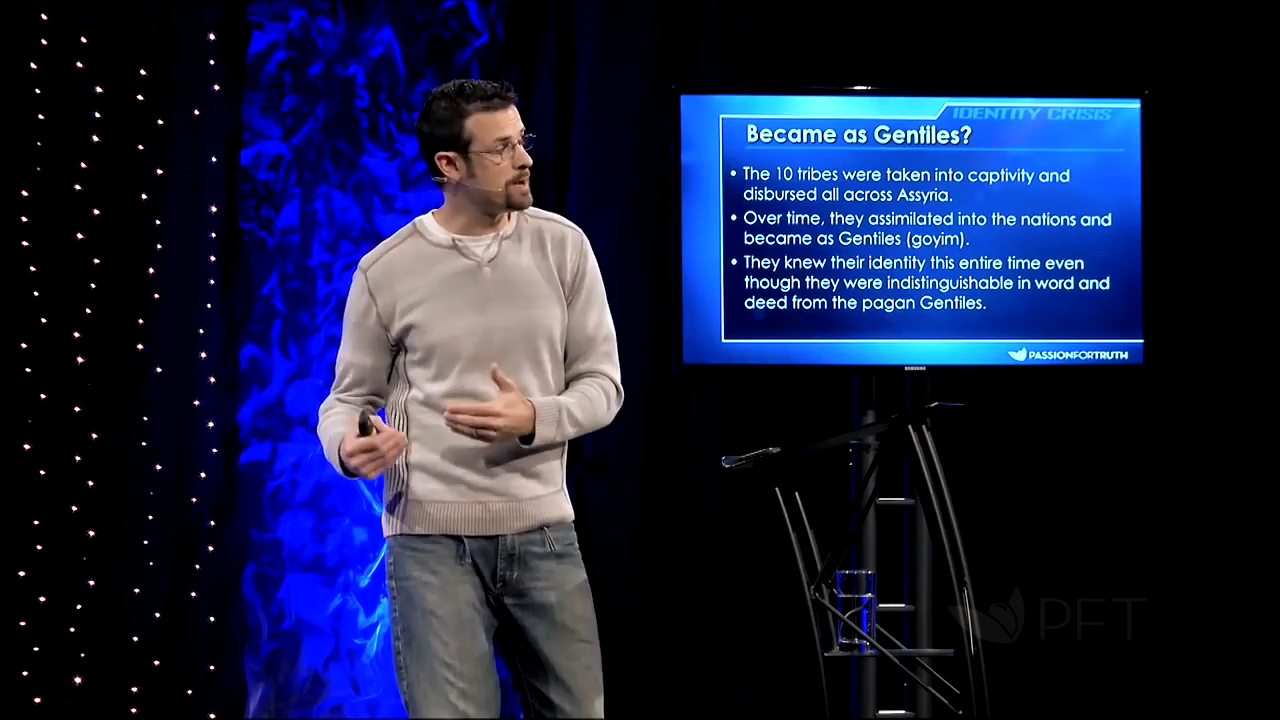 IDENTITY CRISIS
Became as Gentiles?
• The 10 tribes were taken into captivity and
disbursed all across Assyria.
• Over time, they assimilated into the nations and
became as Gentiles (goyim).
• They knew their identity this entire time even
though they were indistinguishable in word and
deed from the pagan Gentiles.
PASSIONFORTRUTH
SAMSUNG
PFT